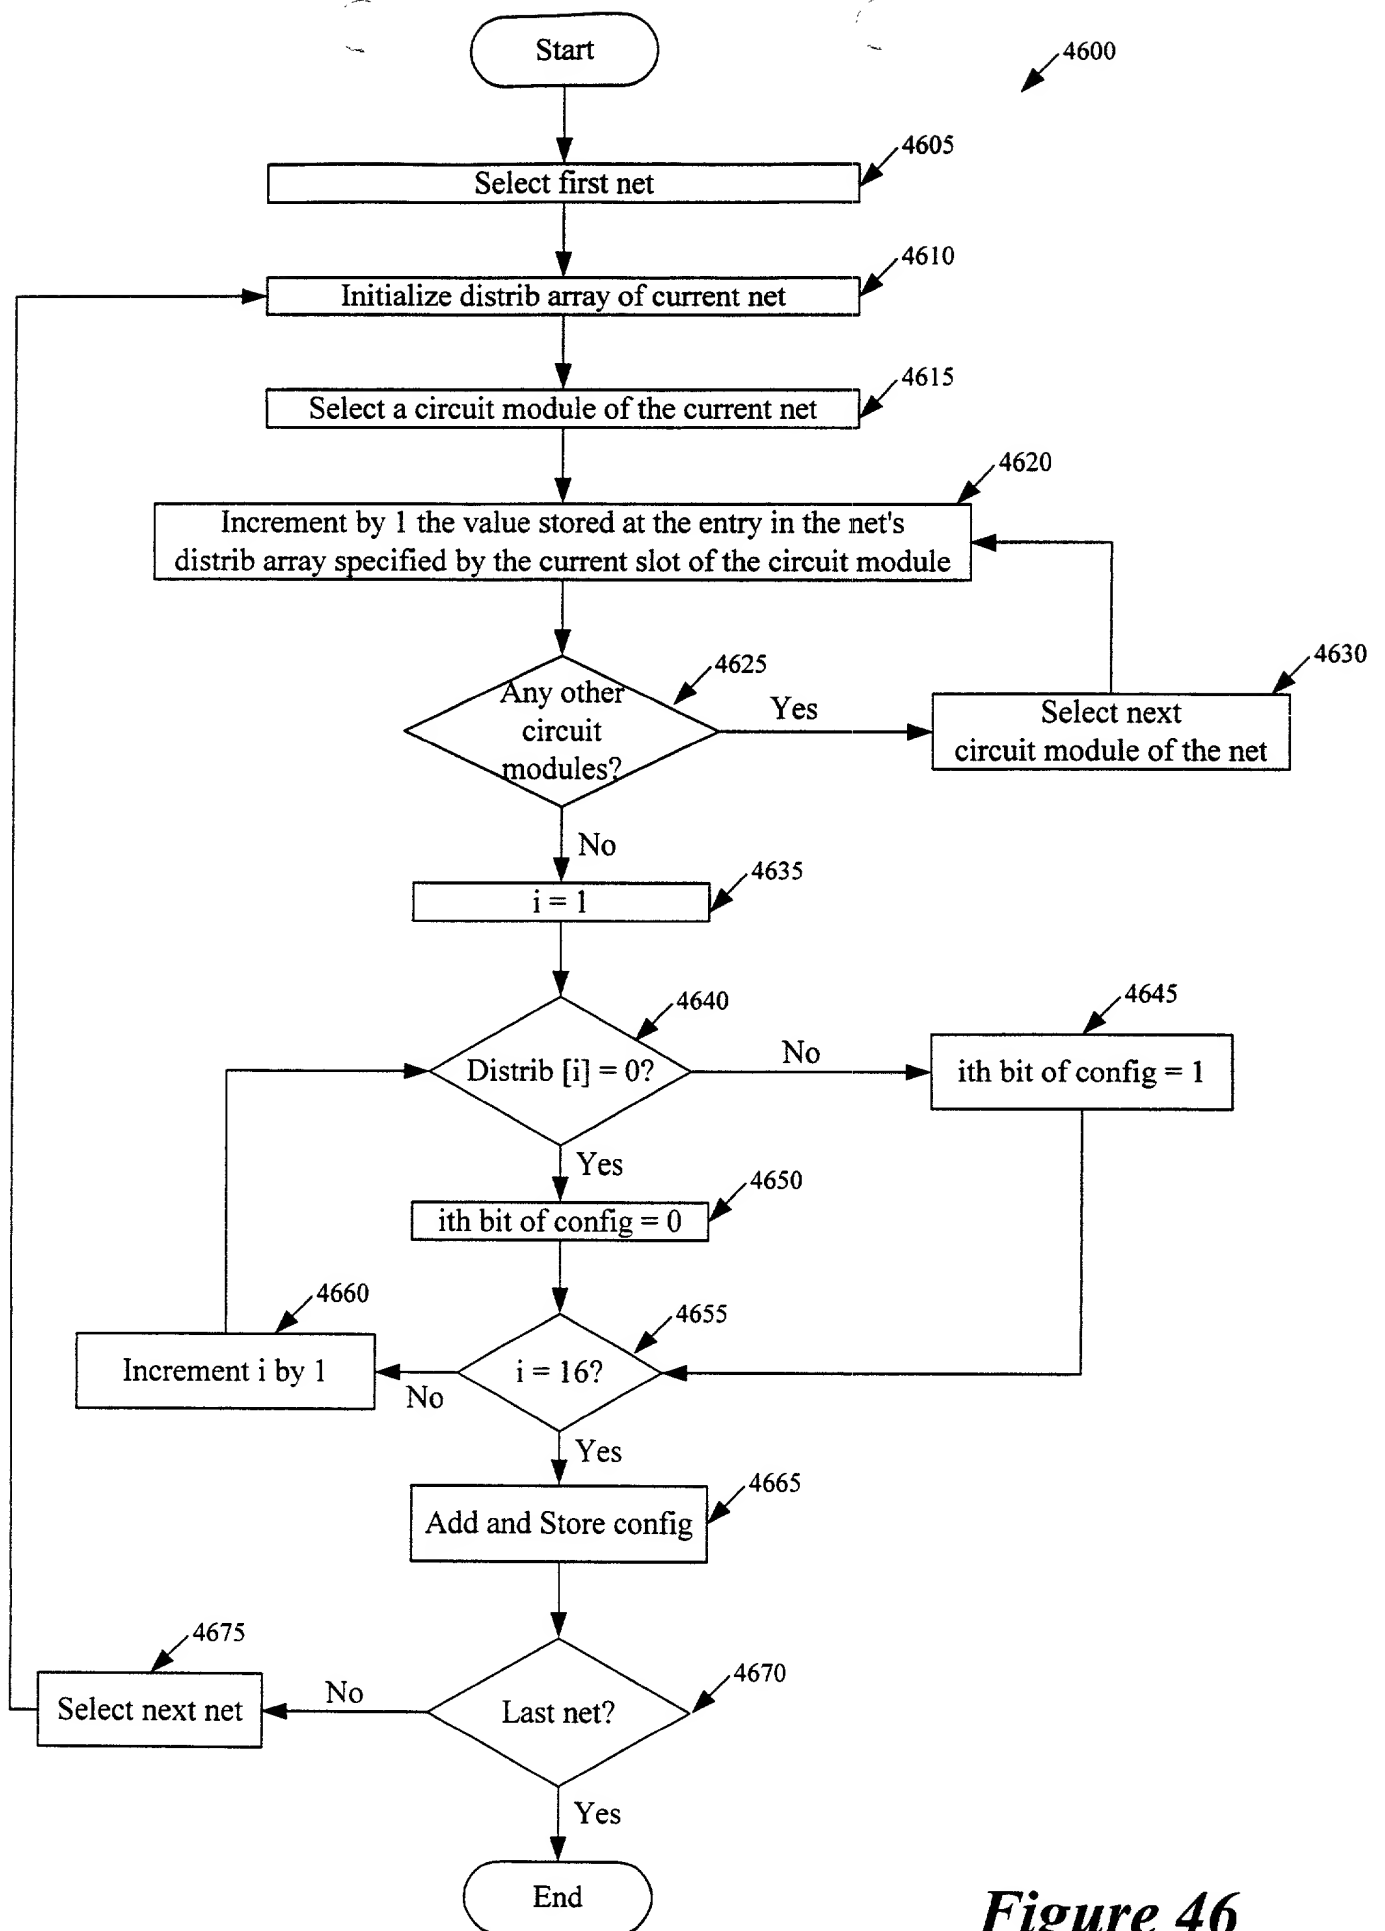 Start
4600
4605
Select first net
4610
Initialize distrib array of current net
4615
Select a circuit module of the current net
4620
Increment by 1 the value stored at the entry in the net's
distrib array specified by the current slot of the circuit module
4625
Any other
circuit
modules?
Yes
4630
Select next
circuit module of the net
No
4635
i = 1
4640
Distrib [i] = 0?
No
4645
ith bit of config = 1
Yes
4650
ith bit of config = 0
4660
Increment i by 1
4655
i = 16?
No
Yes
4665
Add and Store config
4675
Select next net
No
4670
Last net?
Yes
End
Figure 46